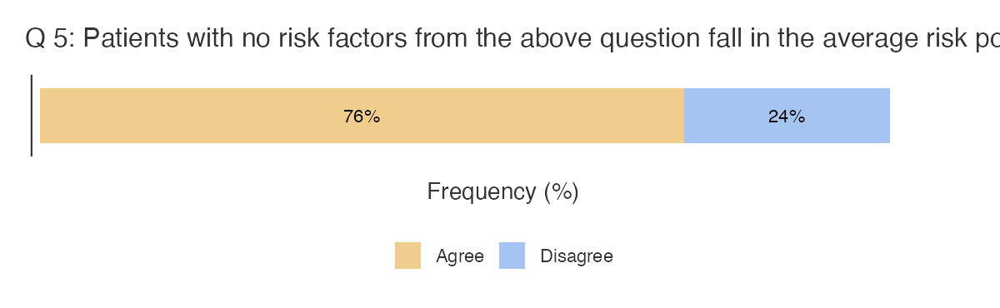 Q 5: Patients with no risk factors from the above question fall in the average risk
76%
24%
Frequency (%)
Agree
Disagree